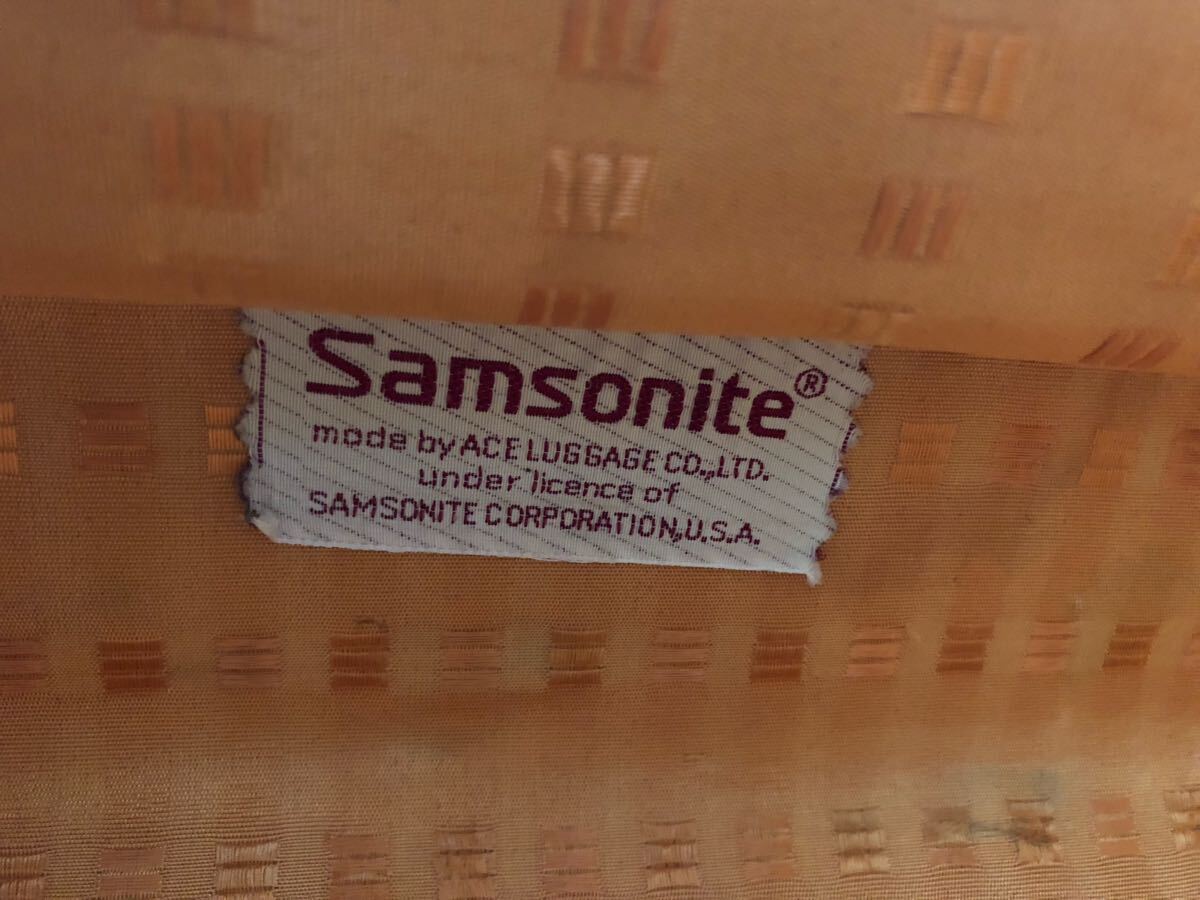 Samsonite®
made by ACE LUGGAGE CO.,LTD.
under licence of
SAMSONITE CORPORATION,U.S.A.